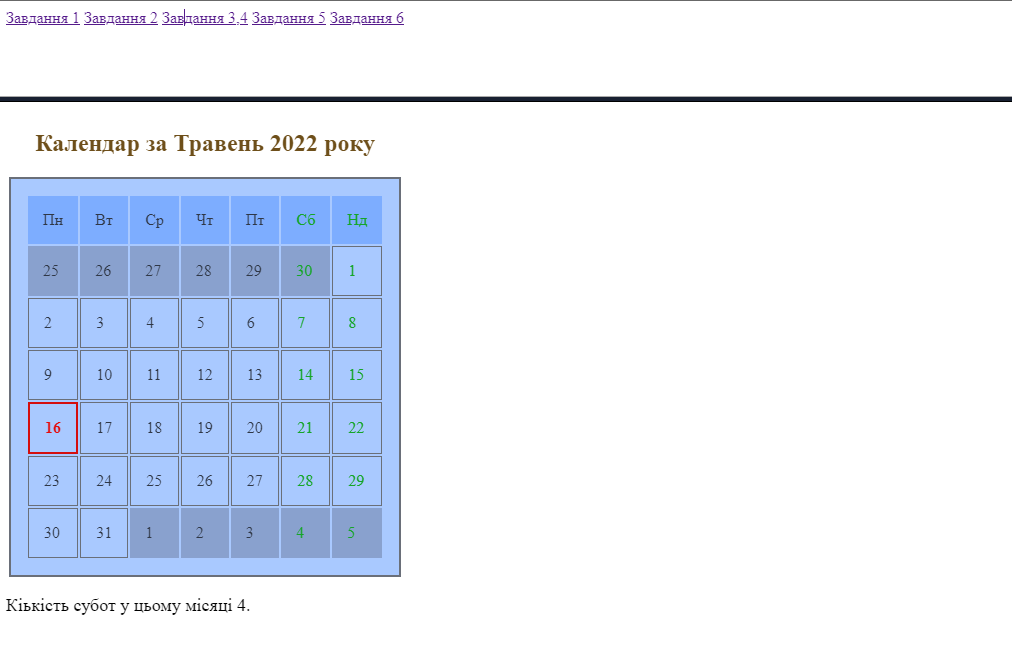 Завдання 1 Завдання 2 Завдання 3,4 Завдання 5 Завдання 6
Календар за Травень 2022 року
Пн Вт Ср Чт Пт Сб Нд
25 26 27 28 29 30 1
2 3 4 5 6 7 8
9 10 11 12 13 14 15
16 17 18 19 20 21 22
23 24 25 26 27 28 29
30 31 1 2 3 4 5
Кіькість субот у цьому місяці 4.